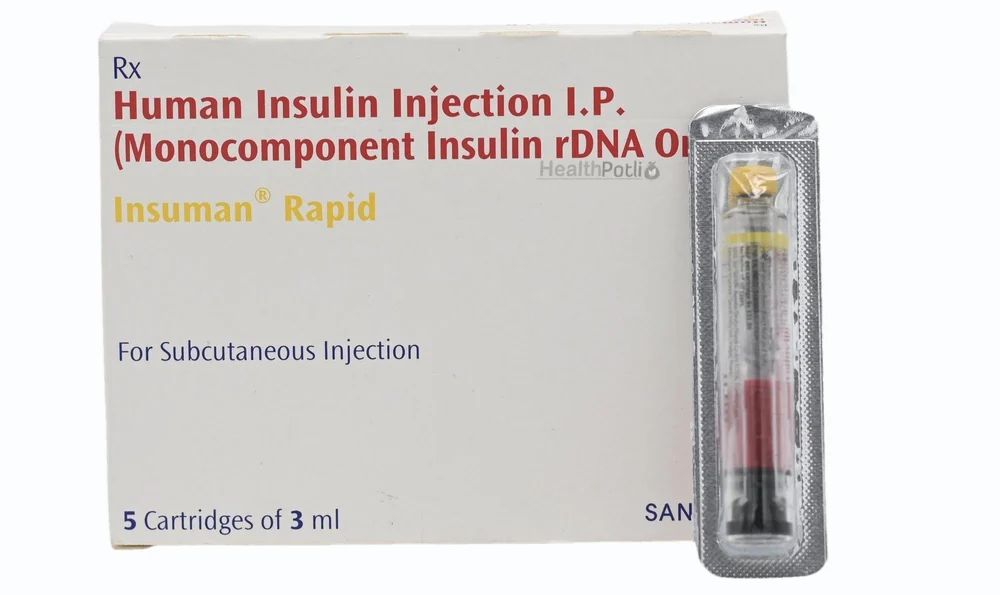 Rx
Human Insulin Injection I.P.
(Monocomponent Insulin rDNA
HealthPotli
Insuman® Rapid
For Subcutaneous Injection
5 Cartridges of 3 ml
SAN